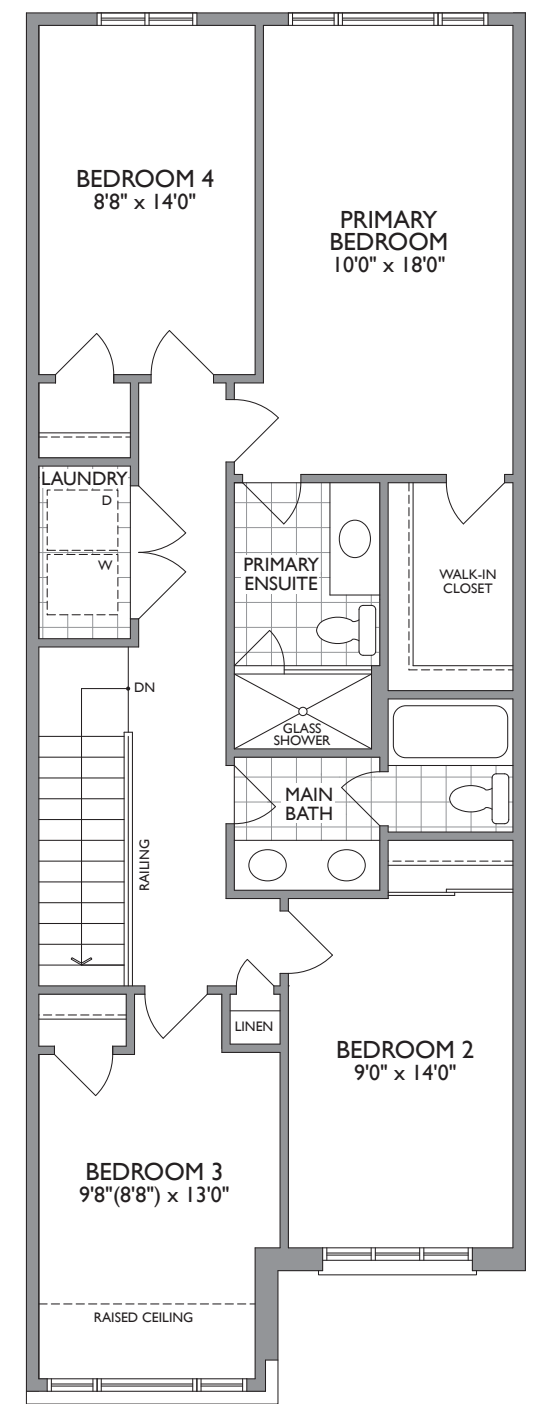 BEDROOM 4
8'8" x 14'0"
PRIMARY
BEDROOM
10'0" x 18'0"
LAUNDRY
D
W
PRIMARY
ENSUITE
WALK-IN
CLOSET
DN
GLASS
SHOWER
MAIN
BATH
RAILING
LINEN
BEDROOM 2
9'0" x 14'0"
BEDROOM 3
9'8"(8'8") x 13'0"
RAISED CEILING